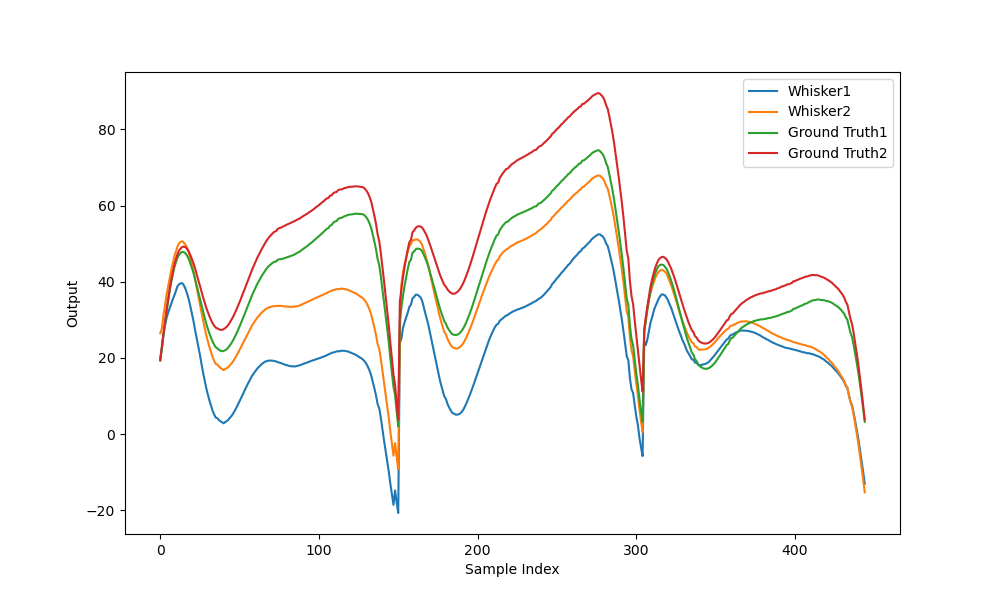 Whisker1
Whisker2
Ground Truth1
Ground Truth2
80
60
40
20
0
−20
Output
0 100 200 300 400
Sample Index